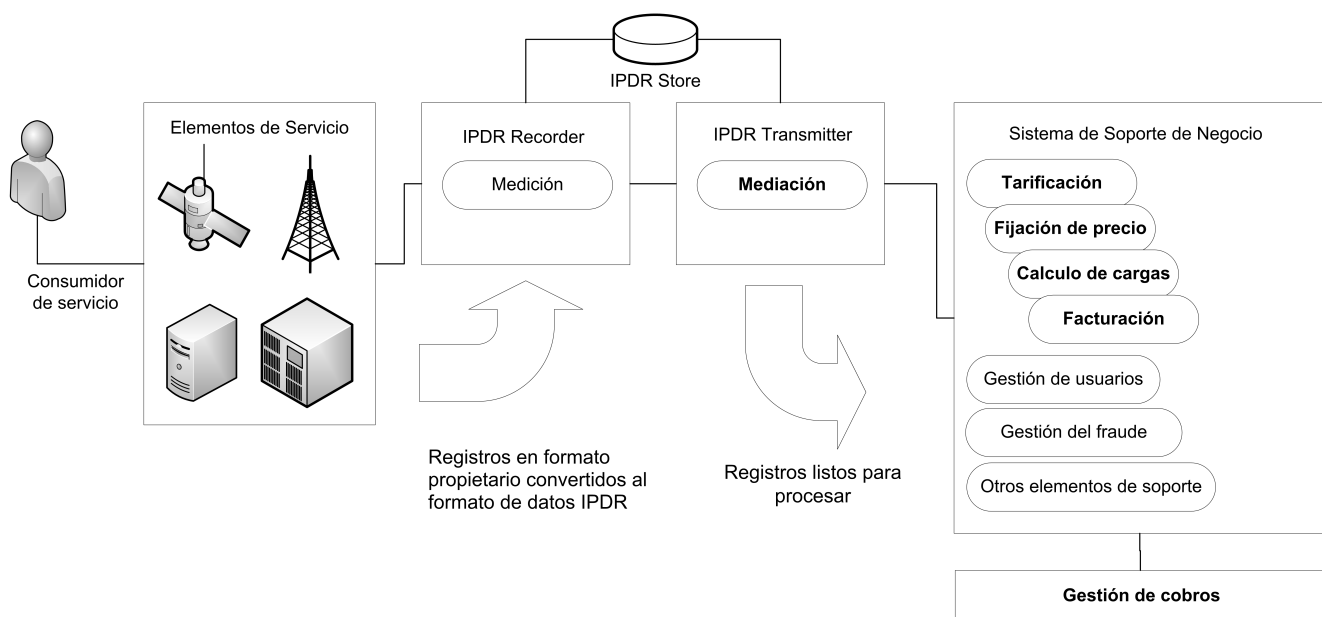 IPDR Store
Elementos de Servicio
IPDR Recorder
Medición
IPDR Transmitter
Mediación
Sistema de Soporte de Negocio
Tarificación
Fijación de precio
Calculo de cargas
Facturación
Gestión de usuarios
Gestión del fraude
Otros elementos de soporte
Consumidor
de servicio
Registros en formato
propietario convertidos al
formato de datos IPDR
Registros listos para
procesar
Gestión de cobros